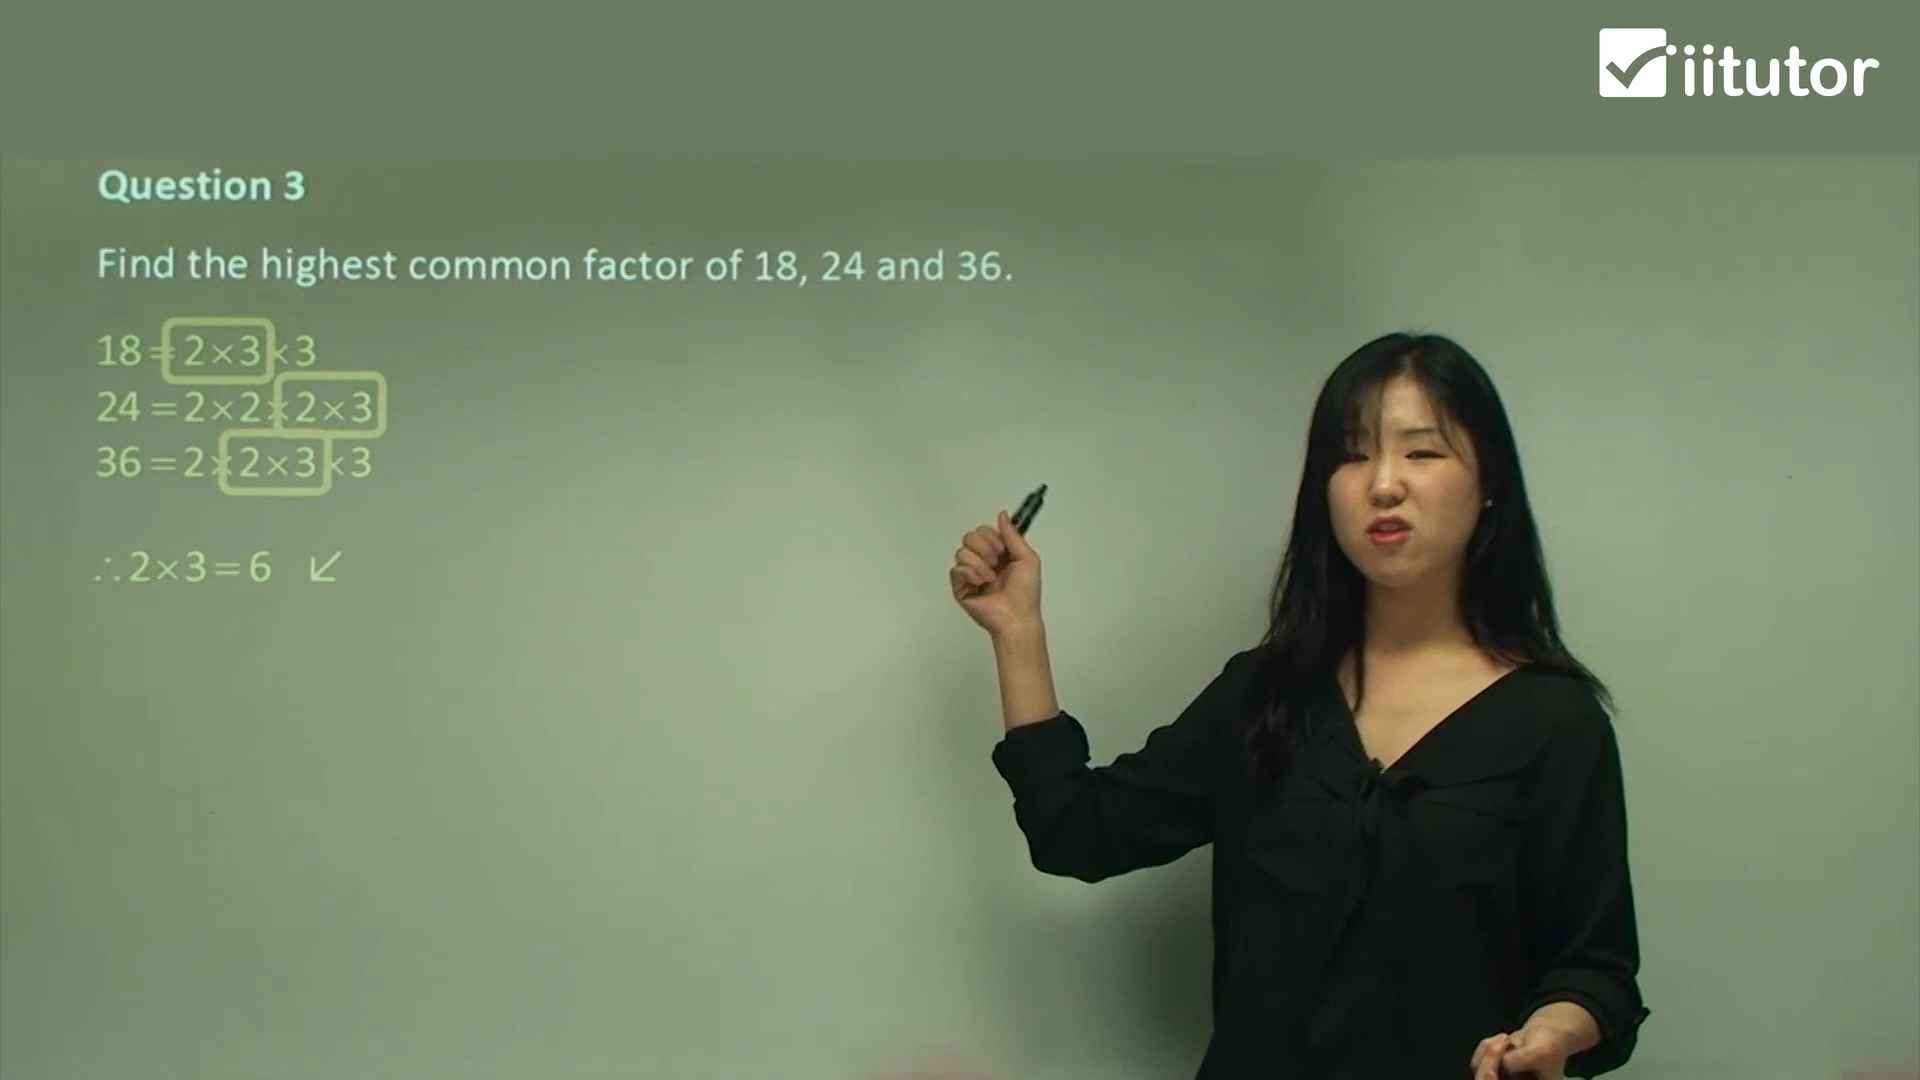 iitutor
Question 3
Find the highest common factor of 18, 24 and 36.
18=2×3×3
24=2×2×2×3
36=2×2×3×3
∴2×3=6 ↙